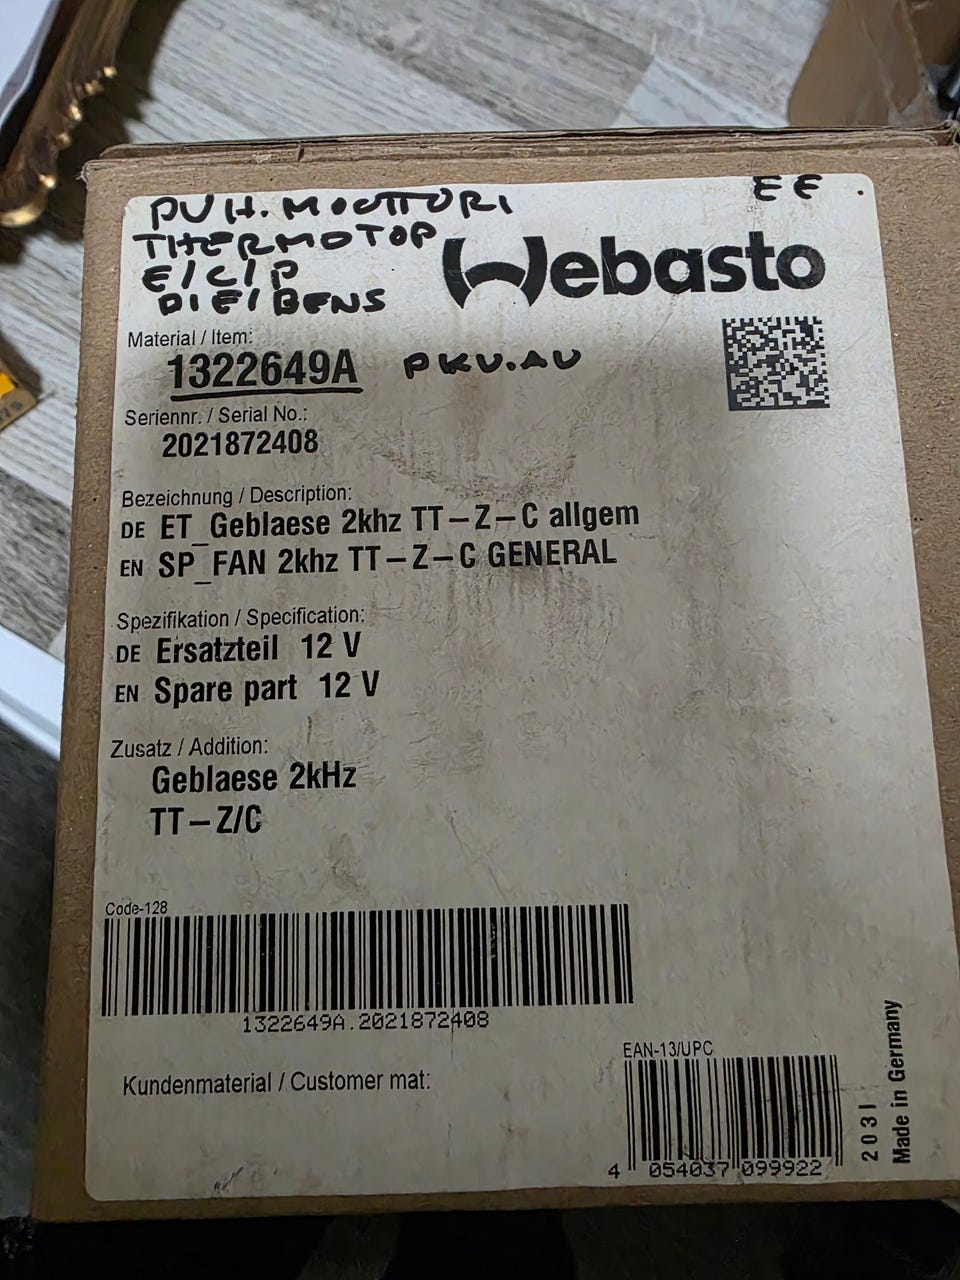 PUH.MOOTTORI
EE
THERMOTOP
E/C/P
DIE/BENS
Webasto
Material / Item:
1322649A PKU.AU
Seriennr. / Serial No.:
2021872408
Bezeichnung / Description:
DE ET_Geblaese 2khz TT-Z-C allgem
EN SP_FAN 2khz TT-Z-C GENERAL
Spezifikation / Specification:
DE Ersatzteil 12 V
EN Spare part 12 V
Zusatz / Addition:
Geblaese 2kHz
TT-Z/C
Code-128
1322649A.2021872408
Kundenmaterial / Customer mat:
EAN-13/UPC
4 054037 099922
203I
Made in Germany